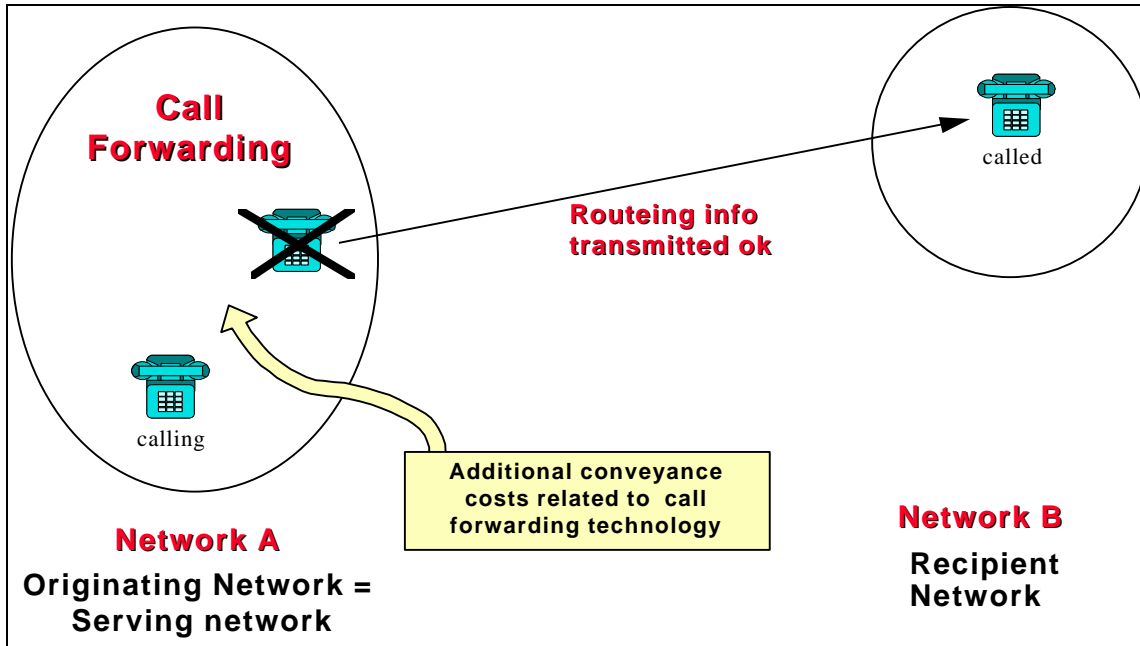 Call
Forwarding
called
Routeing info
transmitted ok
calling
Additional conveyance
costs related to call
forwarding technology
Network A
Originating Network =
Serving network
Network B
Recipient
Network